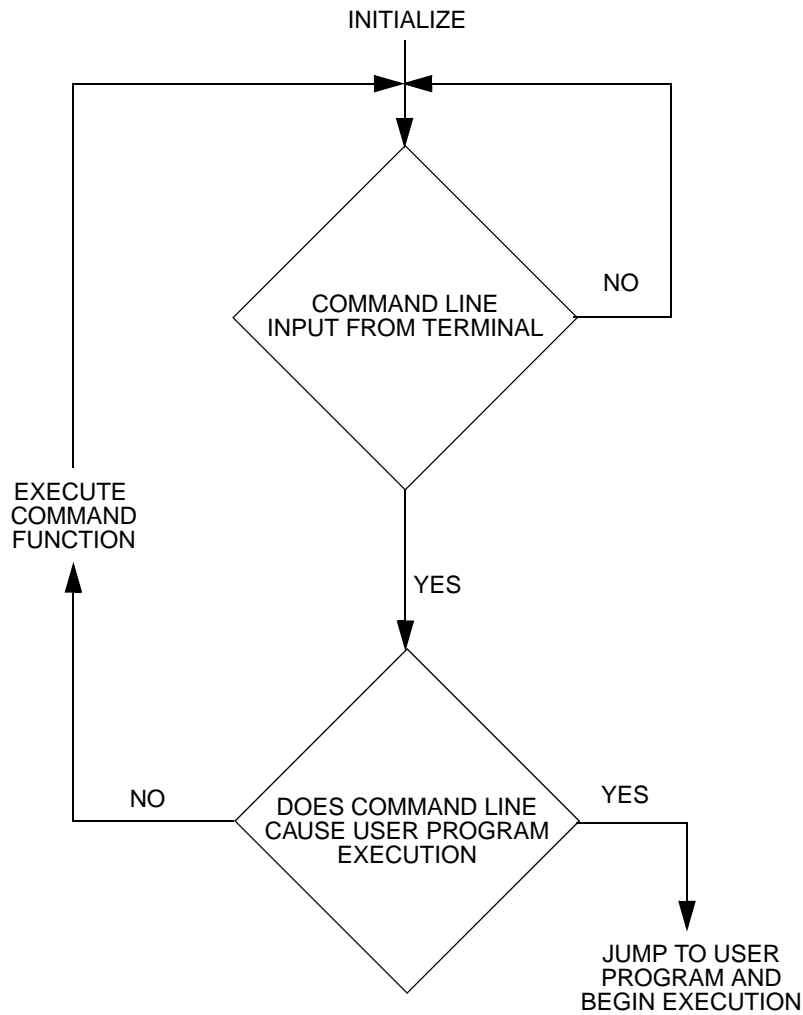 INITIALIZE
NO
COMMAND LINE
INPUT FROM TERMINAL
EXECUTE
COMMAND
FUNCTION
YES
NO
YES
DOES COMMAND LINE
CAUSE USER PROGRAM
EXECUTION
JUMP TO USER
PROGRAM AND
BEGIN EXECUTION